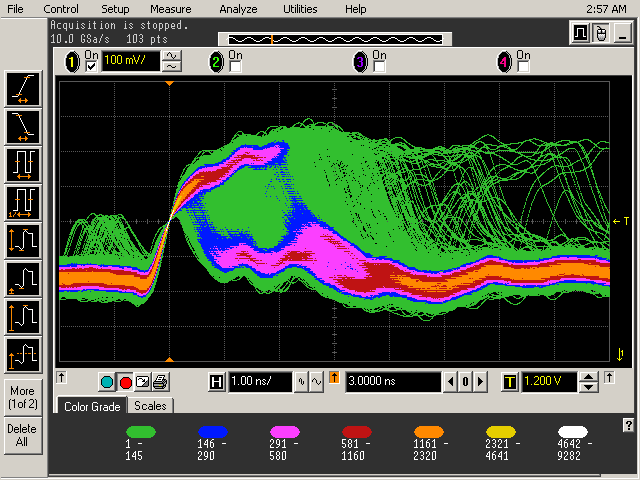 File Control Setup Measure Analyze Utilities Help 2:57 AM
Acquisition is stopped.
10.0 GSa/s 103 pts
1 On 100 mV/ 2 On 3 On 4 On
T
1
H 1.00 ns/ 3.0000 ns 0 T 1.200 V
More
(1 of 2)
Delete
All
Color Grade Scales
?
1 - 146 - 291 - 581 - 1161 - 2321 - 4642 -
145 290 580 1160 2320 4641 9282